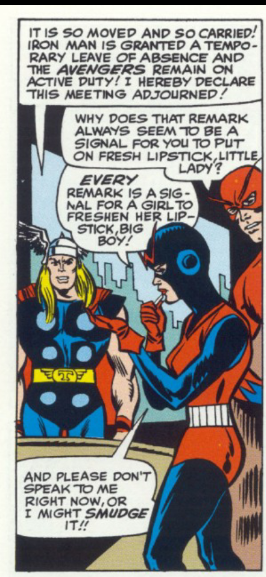 IT IS SO MOVED AND SO CARRIED!
IRON MAN IS GRANTED A TEMPO-
RARY LEAVE OF ABSENCE AND
THE AVENGERS REMAIN ON
ACTIVE DUTY! I HEREBY DECLARE
THIS MEETING ADJOURNED!
WHY DOES THAT REMARK
ALWAYS SEEM TO BE A
SIGNAL FOR YOU TO PUT
ON FRESH LIPSTICK, LITTLE
LADY?
EVERY
REMARK IS A SIG-
NAL FOR A GIRL TO
FRESHEN HER LIP-
STICK, BIG
BOY!
T
AND PLEASE DON'T
SPEAK TO ME
RIGHT NOW, OR
I MIGHT SMUDGE
IT!!